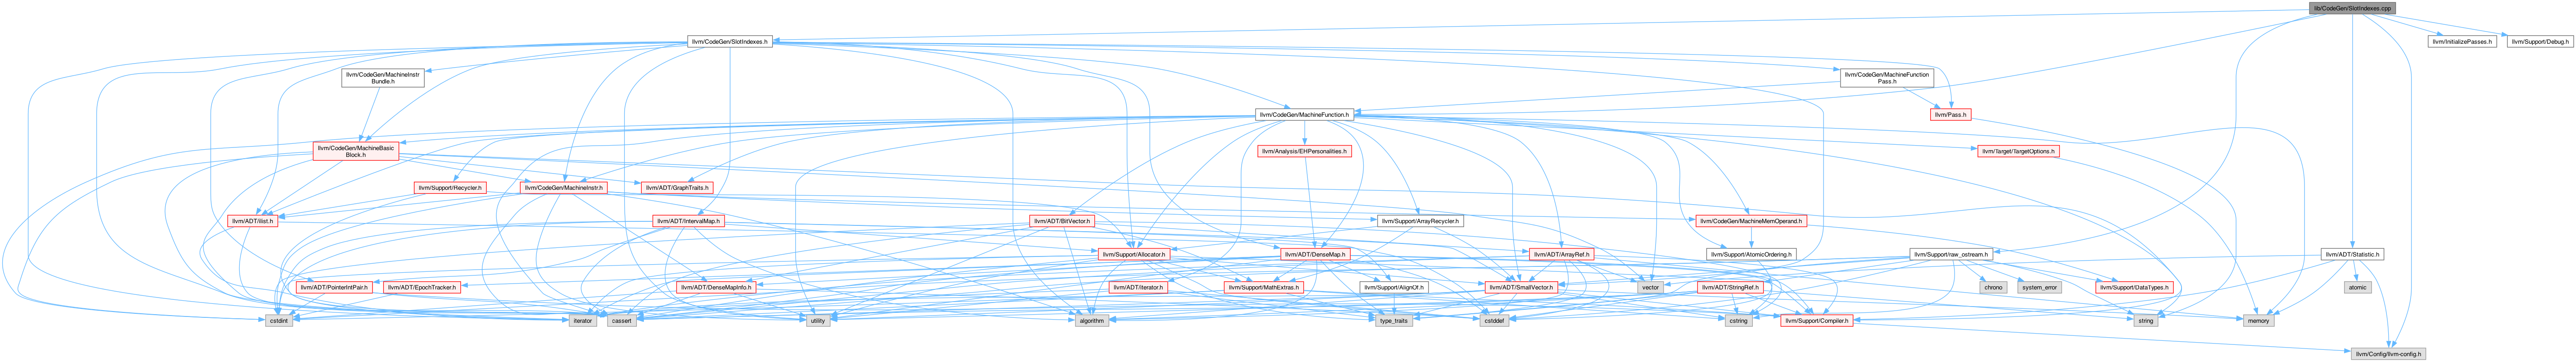 lib/CodeGen/SlotIndexes.cpp
llvm/CodeGen/SlotIndexes.h
llvm/InitializePasses.h
llvm/Support/Debug.h
llvm/CodeGen/MachineInstr
Bundle.h
llvm/CodeGen/MachineFunction
Pass.h
llvm/CodeGen/MachineFunction.h
llvm/Pass.h
llvm/CodeGen/MachineBasic
Block.h
llvm/Analysis/EHPersonalities.h
llvm/Target/TargetOptions.h
llvm/Support/Recycler.h
llvm/CodeGen/MachineInstr.h
llvm/ADT/GraphTraits.h
llvm/ADT/ilist.h
llvm/ADT/IntervalMap.h
llvm/ADT/BitVector.h
llvm/Support/ArrayRecycler.h
llvm/CodeGen/MachineMemOperand.h
llvm/Support/Allocator.h
llvm/ADT/DenseMap.h
llvm/ADT/ArrayRef.h
llvm/Support/AtomicOrdering.h
llvm/Support/raw_ostream.h
llvm/ADT/Statistic.h
llvm/ADT/PointerIntPair.h
llvm/ADT/EpochTracker.h
llvm/ADT/DenseMapInfo.h
llvm/ADT/iterator.h
llvm/Support/MathExtras.h
llvm/Support/AlignOf.h
llvm/ADT/SmallVector.h
vector
llvm/ADT/StringRef.h
chrono
system_error
llvm/Support/DataTypes.h
atomic
cstdint
iterator
cassert
utility
algorithm
type_traits
cstddef
cstring
llvm/Support/Compiler.h
string
memory
llvm/Config/llvm-config.h